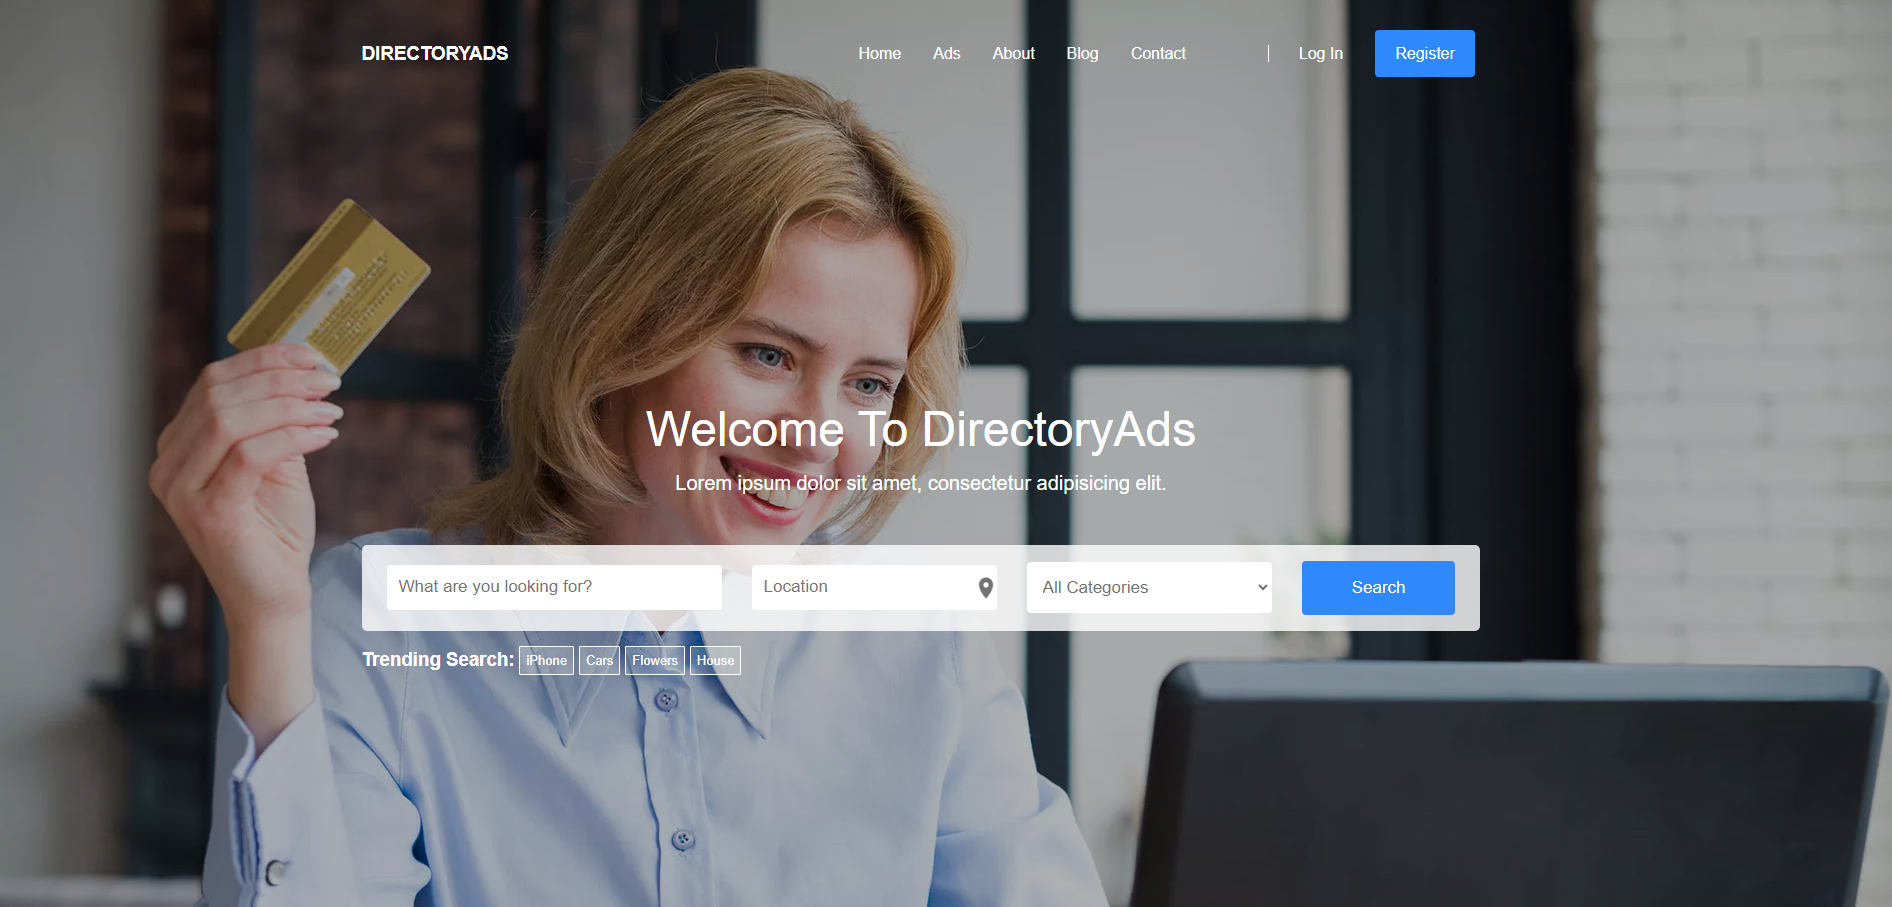 DIRECTORYADS
Home Ads About Blog Contact | Log In Register
Welcome To DirectoryAds
Lorem ipsum dolor sit amet, consectetur adipisicing elit.
What are you looking for? Location All Categories Search
Trending Search: iPhone Cars Flowers House